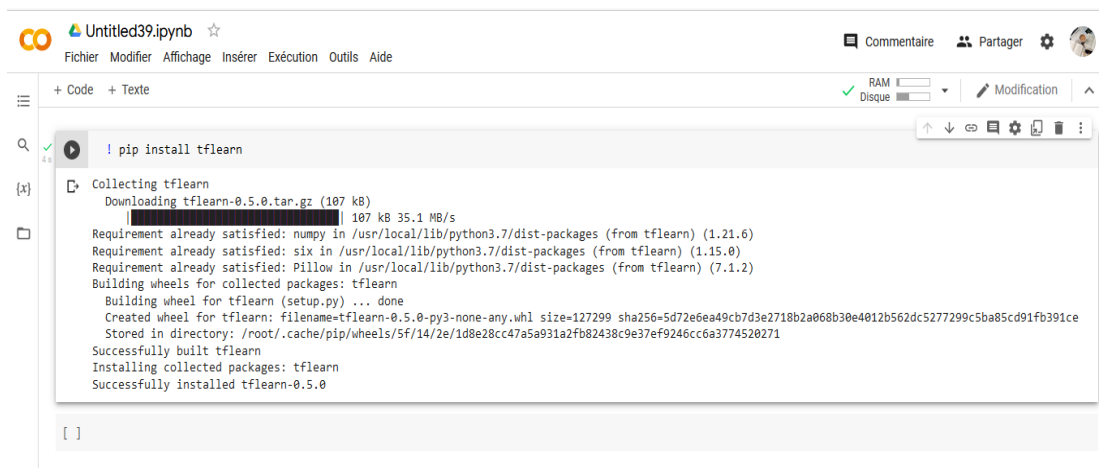 Untitled39.ipynb
Fichier Modifier Affichage Insérer Exécution Outils Aide
Commentaire Partager
+ Code + Texte
RAM
Disque
Modification
4s
! pip install tflearn
{x}
Collecting tflearn
Downloading tflearn-0.5.0.tar.gz (107 kB)
| 107 kB 35.1 MB/s
Requirement already satisfied: numpy in /usr/local/lib/python3.7/dist-packages (from tflearn) (1.21.6)
Requirement already satisfied: six in /usr/local/lib/python3.7/dist-packages (from tflearn) (1.15.0)
Requirement already satisfied: Pillow in /usr/local/lib/python3.7/dist-packages (from tflearn) (7.1.2)
Building wheels for collected packages: tflearn
Building wheel for tflearn (setup.py) ... done
Created wheel for tflearn: filename=tflearn-0.5.0-py3-none-any.whl size=127299 sha256=5d72e6ea49cb7d3e2718b2a068b30e4012b562dc5277299c5ba85cd91fb391ce
Stored in directory: /root/.cache/pip/wheels/5f/14/2e/1d8e28cc47a5a931a2fb82438c9e37ef9246cc6a3774520271
Successfully built tflearn
Installing collected packages: tflearn
Successfully installed tflearn-0.5.0
[ ]